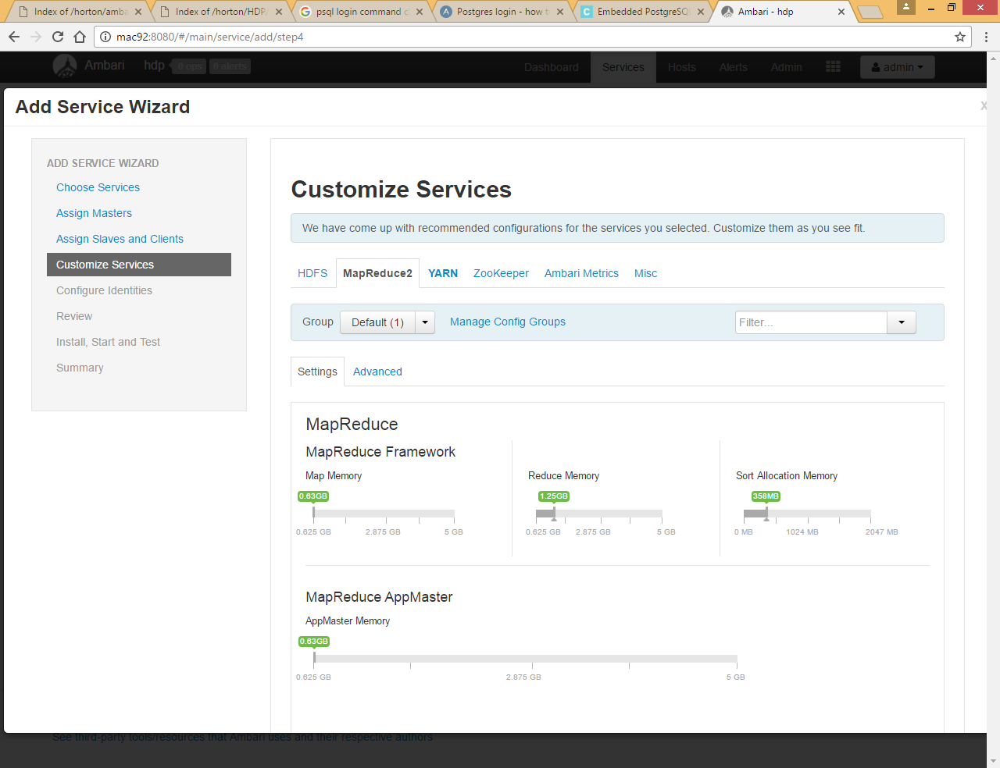 Index of /horton/amba
Index of /horton/HDP/
psql login command c
Postgres login - how t
Embedded PostgreSQL
Ambari - hdp
mac92:8080/#/main/service/add/step4
Ambari hdp 0 ops 0 alerts Dashboard Services Hosts Alerts Admin admin
Add Service Wizard x
ADD SERVICE WIZARD
Choose Services
Assign Masters
Assign Slaves and Clients
Customize Services
Configure Identities
Review
Install, Start and Test
Summary
Customize Services
We have come up with recommended configurations for the services you selected. Customize them as you see fit.
HDFS MapReduce2 YARN ZooKeeper Ambari Metrics Misc
Group Default (1) Manage Config Groups Filter...
Settings Advanced
MapReduce
MapReduce Framework
Map Memory
0.63GB
0.625 GB 2.875 GB 5 GB
Reduce Memory
1.25GB
0.625 GB 2.875 GB 5 GB
Sort Allocation Memory
358MB
0 MB 1024 MB 2047 MB
MapReduce AppMaster
AppMaster Memory
0.63GB
0.625 GB 2.875 GB 5 GB
See third-party tools/resources that Ambari uses and their respective authors